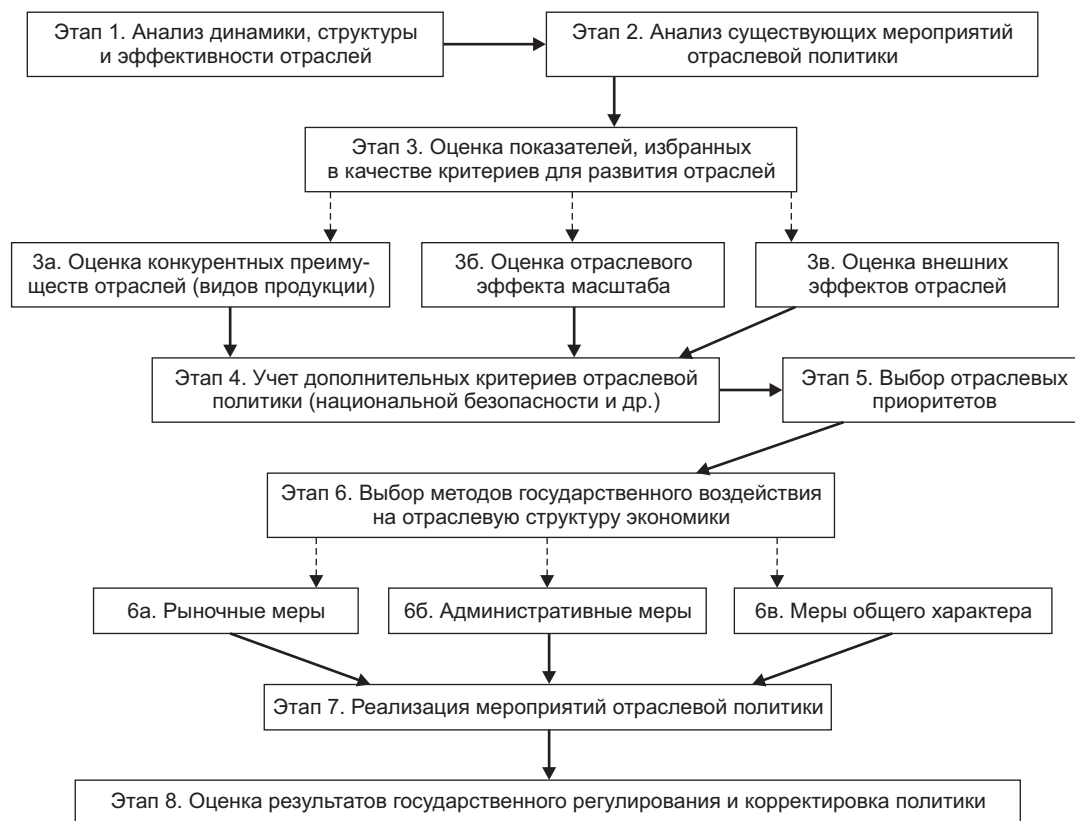 Этап 1. Анализ динамики, структуры
и эффективности отраслей
Этап 2. Анализ существующих мероприятий
отраслевой политики
Этап 3. Оценка показателей, избранных
в качестве критериев для развития отраслей
3а. Оценка конкурентных преиму-
ществ отраслей (видов продукции)
3б. Оценка отраслевого
эффекта масштаба
3в. Оценка внешних
эффектов отраслей
Этап 4. Учет дополнительных критериев отраслевой
политики (национальной безопасности и др.)
Этап 5. Выбор отраслевых
приоритетов
Этап 6. Выбор методов государственного воздействия
на отраслевую структуру экономики
6а. Рыночные меры
6б. Административные меры
6в. Меры общего характера
Этап 7. Реализация мероприятий отраслевой политики
Этап 8. Оценка результатов государственного регулирования и корректировка политики